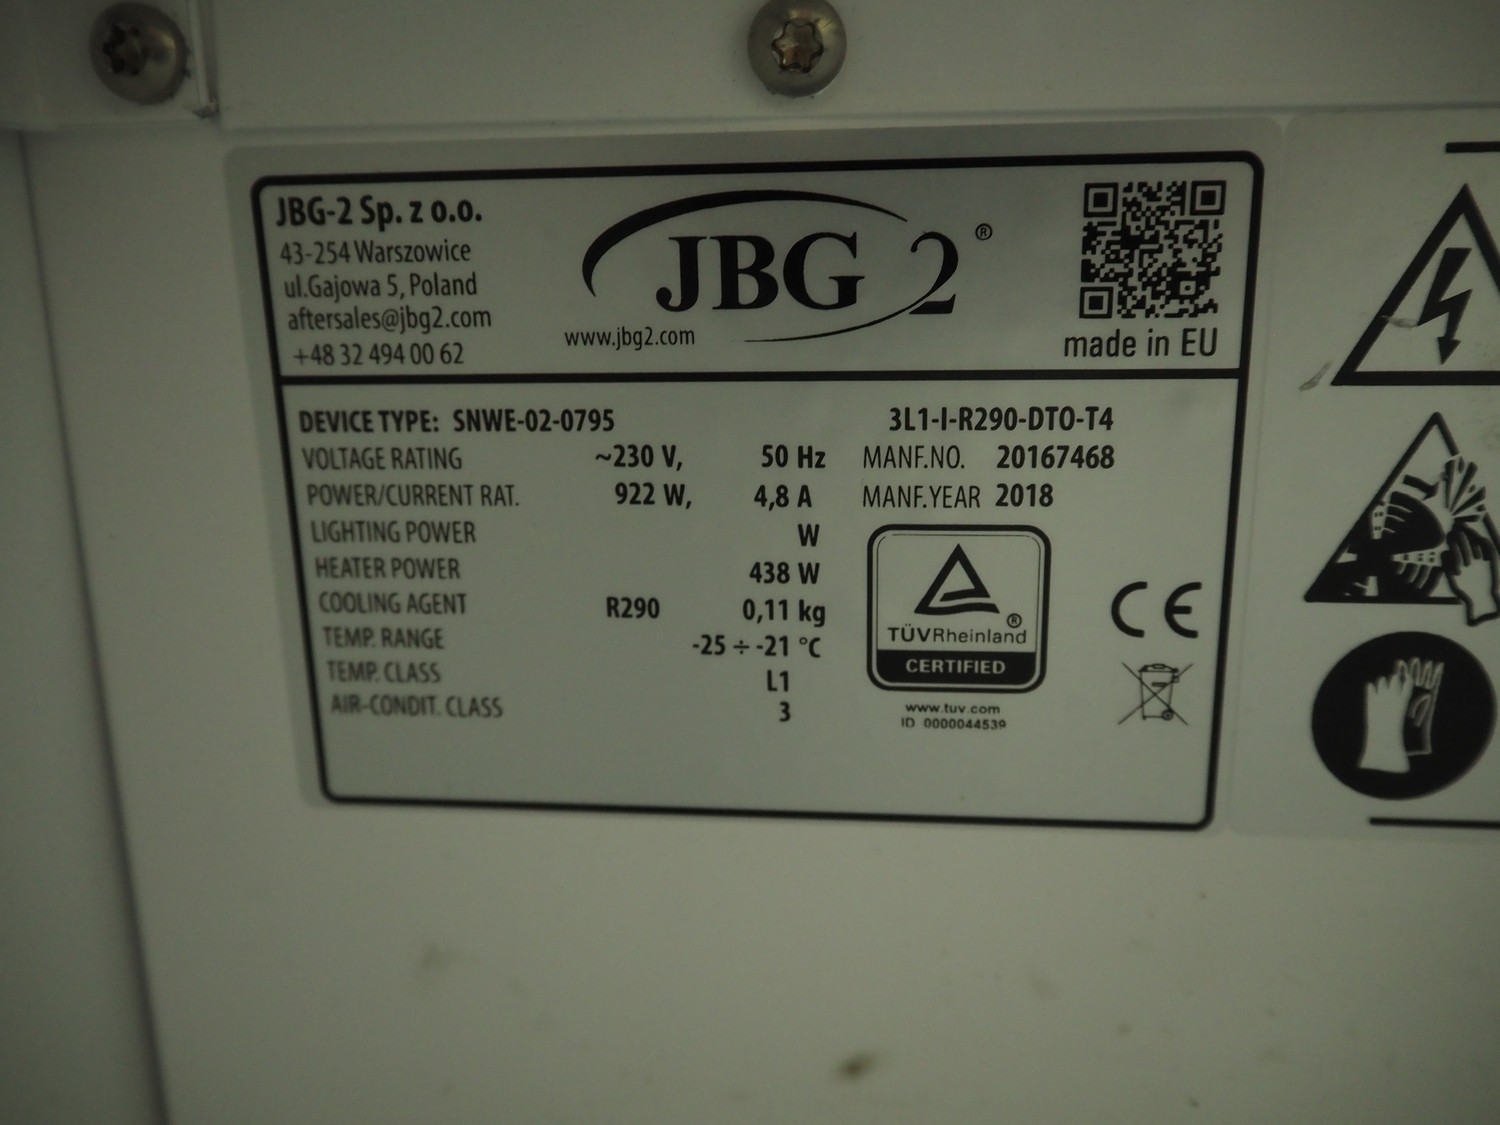 JBG-2 Sp. z o.o.
43-254 Warszowice
ul.Gajowa 5, Poland
aftersales@jbg2.com
+48 32 494 00 62
JBG 2 ®
www.jbg2.com
made in EU
DEVICE TYPE: SNWE-02-0795 3L1-I-R290-DTO-T4
VOLTAGE RATING ~230 V, 50 Hz MANF.NO. 20167468
POWER/CURRENT RAT. 922 W, 4,8 A MANF.YEAR 2018
LIGHTING POWER W
HEATER POWER 438 W
COOLING AGENT R290 0,11 kg
TEMP. RANGE -25 ÷ -21 °C
TEMP. CLASS L1
AIR-CONDIT. CLASS 3
®
TÜVRheinland
CERTIFIED
www.tuv.com
ID 0000044539
CE